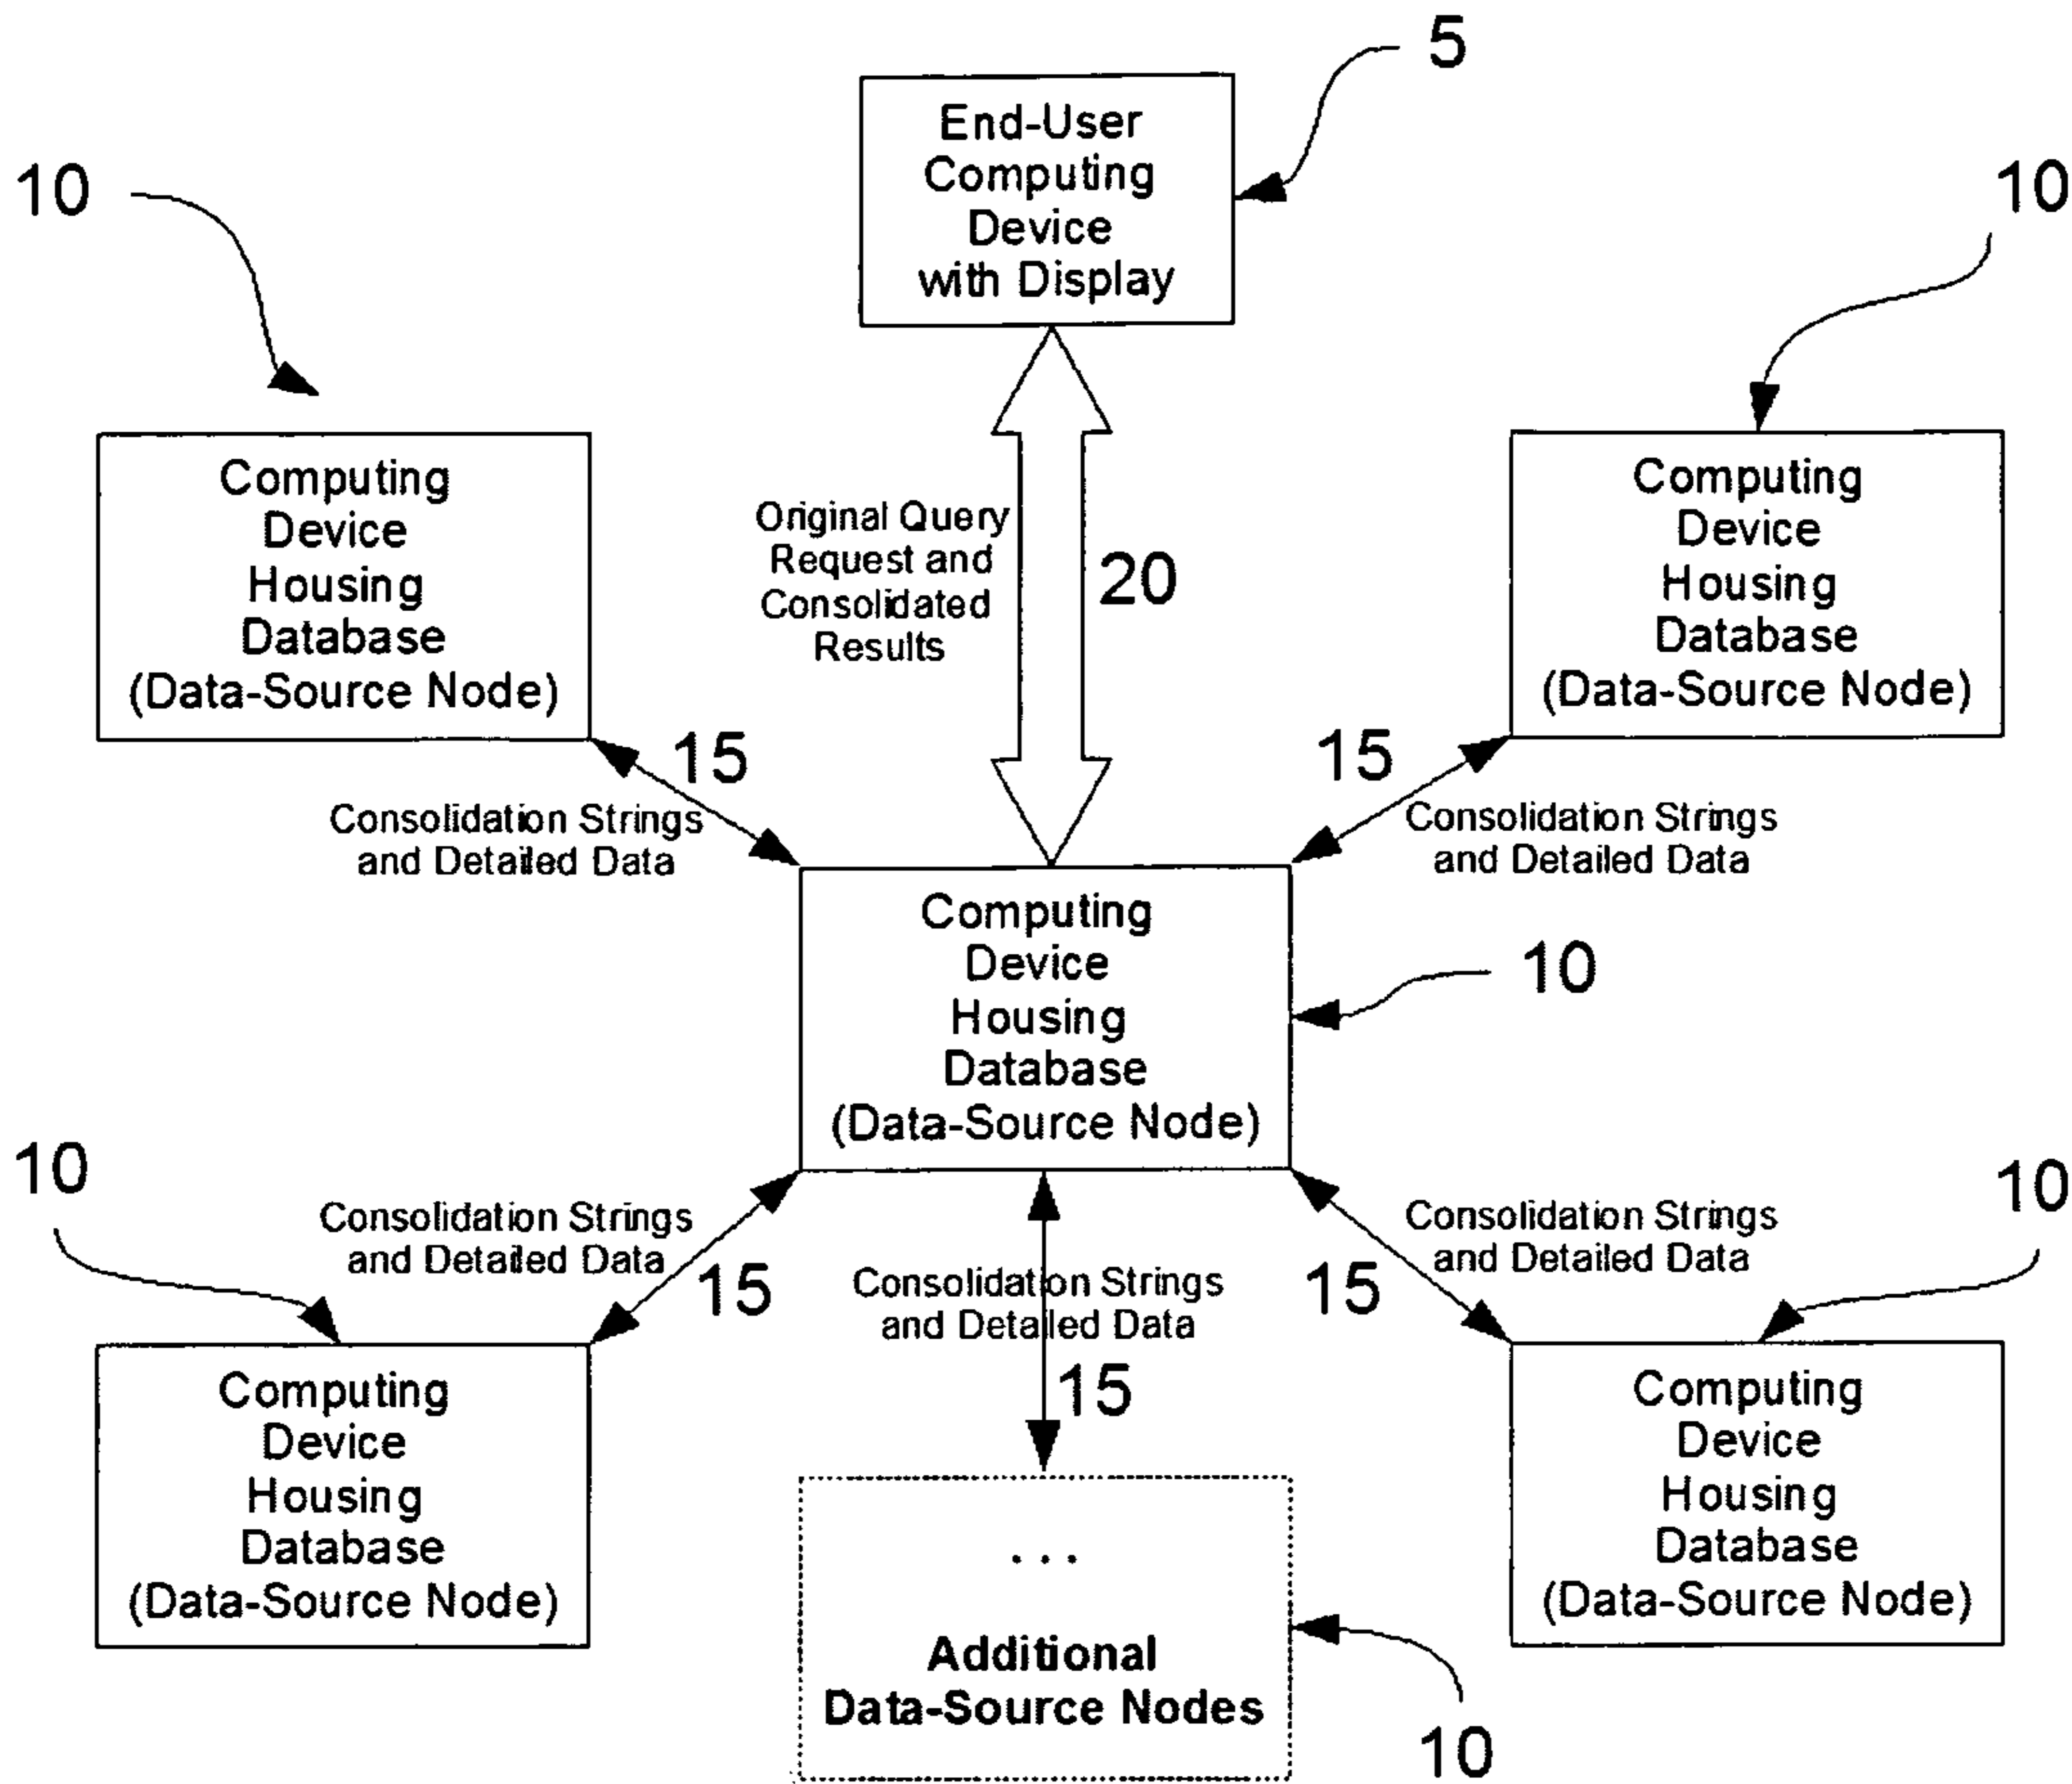 5
End-User
Computing
Device
with Display
10
10
Computing
Device
Housing
Database
(Data-Source Node)
Original Query
Request and
Consolidated
Results
20
Computing
Device
Housing
Database
(Data-Source Node)
15
Consolidation Strings
and Detailed Data
15
Consolidation Strings
and Detailed Data
Computing
Device
Housing
Database
(Data-Source Node)
10
10
Consolidation Strings
and Detailed Data
15
Consolidation Strings
and Detailed Data
15
Consolidation Strings
and Detailed Data
15
10
Computing
Device
Housing
Database
(Data-Source Node)
...
Additional
Data-Source Nodes
10
Computing
Device
Housing
Database
(Data-Source Node)